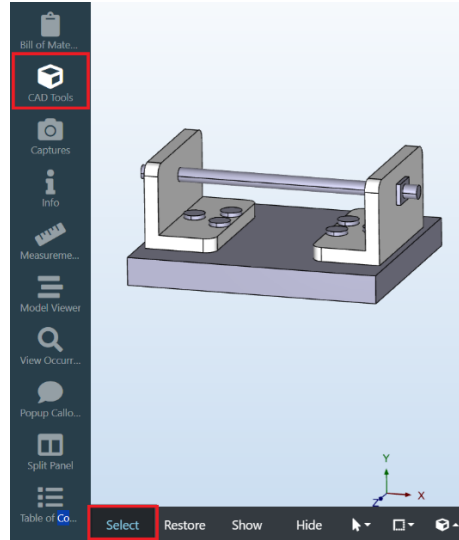 Bill of Mate...
CAD Tools
Captures
Info
Measureme...
Model Viewer
View Occurr...
Popup Callo...
Split Panel
Table of Co...
Y
X
Z
Select Restore Show Hide